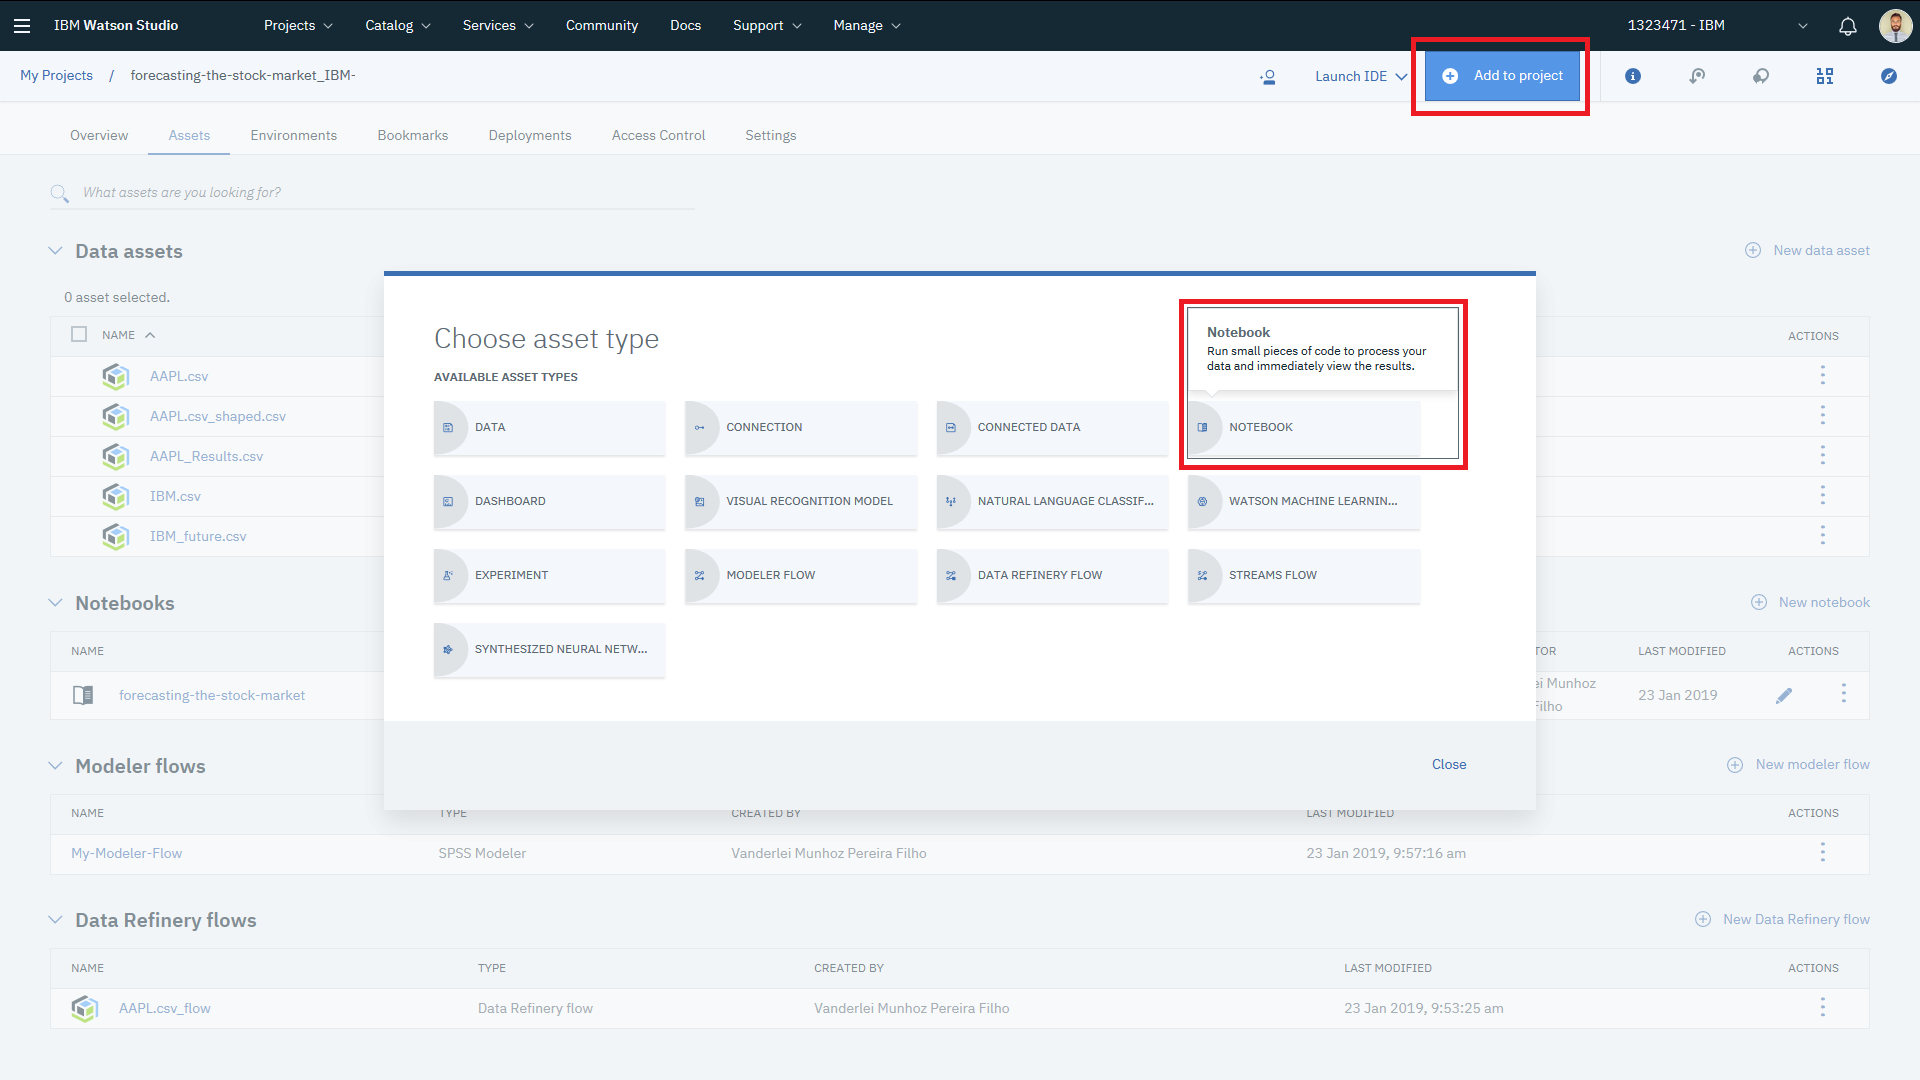 IBM Watson Studio
Projects
Catalog
Services
Community
Docs
Support
Manage
1323471 - IBM
My Projects / forecasting-the-stock-market_IBM-
Launch IDE
Add to project
Overview
Assets
Environments
Bookmarks
Deployments
Access Control
Settings
What assets are you looking for?
Data assets
New data asset
0 asset selected.
NAME
ACTIONS
AAPL.csv
AAPL.csv_shaped.csv
AAPL_Results.csv
IBM.csv
IBM_future.csv
Choose asset type
AVAILABLE ASSET TYPES
Notebook
Run small pieces of code to process your
data and immediately view the results.
DATA
CONNECTION
CONNECTED DATA
NOTEBOOK
DASHBOARD
VISUAL RECOGNITION MODEL
NATURAL LANGUAGE CLASSIF...
WATSON MACHINE LEARNIN...
EXPERIMENT
MODELER FLOW
DATA REFINERY FLOW
STREAMS FLOW
SYNTHESIZED NEURAL NETW...
Close
Notebooks
New notebook
NAME
TOR
LAST MODIFIED
ACTIONS
forecasting-the-stock-market
ei Munhoz
Filho
23 Jan 2019
Modeler flows
New modeler flow
NAME
TYPE
CREATED BY
LAST MODIFIED
ACTIONS
My-Modeler-Flow
SPSS Modeler
Vanderlei Munhoz Pereira Filho
23 Jan 2019, 9:57:16 am
Data Refinery flows
New Data Refinery flow
NAME
TYPE
CREATED BY
LAST MODIFIED
ACTIONS
AAPL.csv_flow
Data Refinery flow
Vanderlei Munhoz Pereira Filho
23 Jan 2019, 9:53:25 am